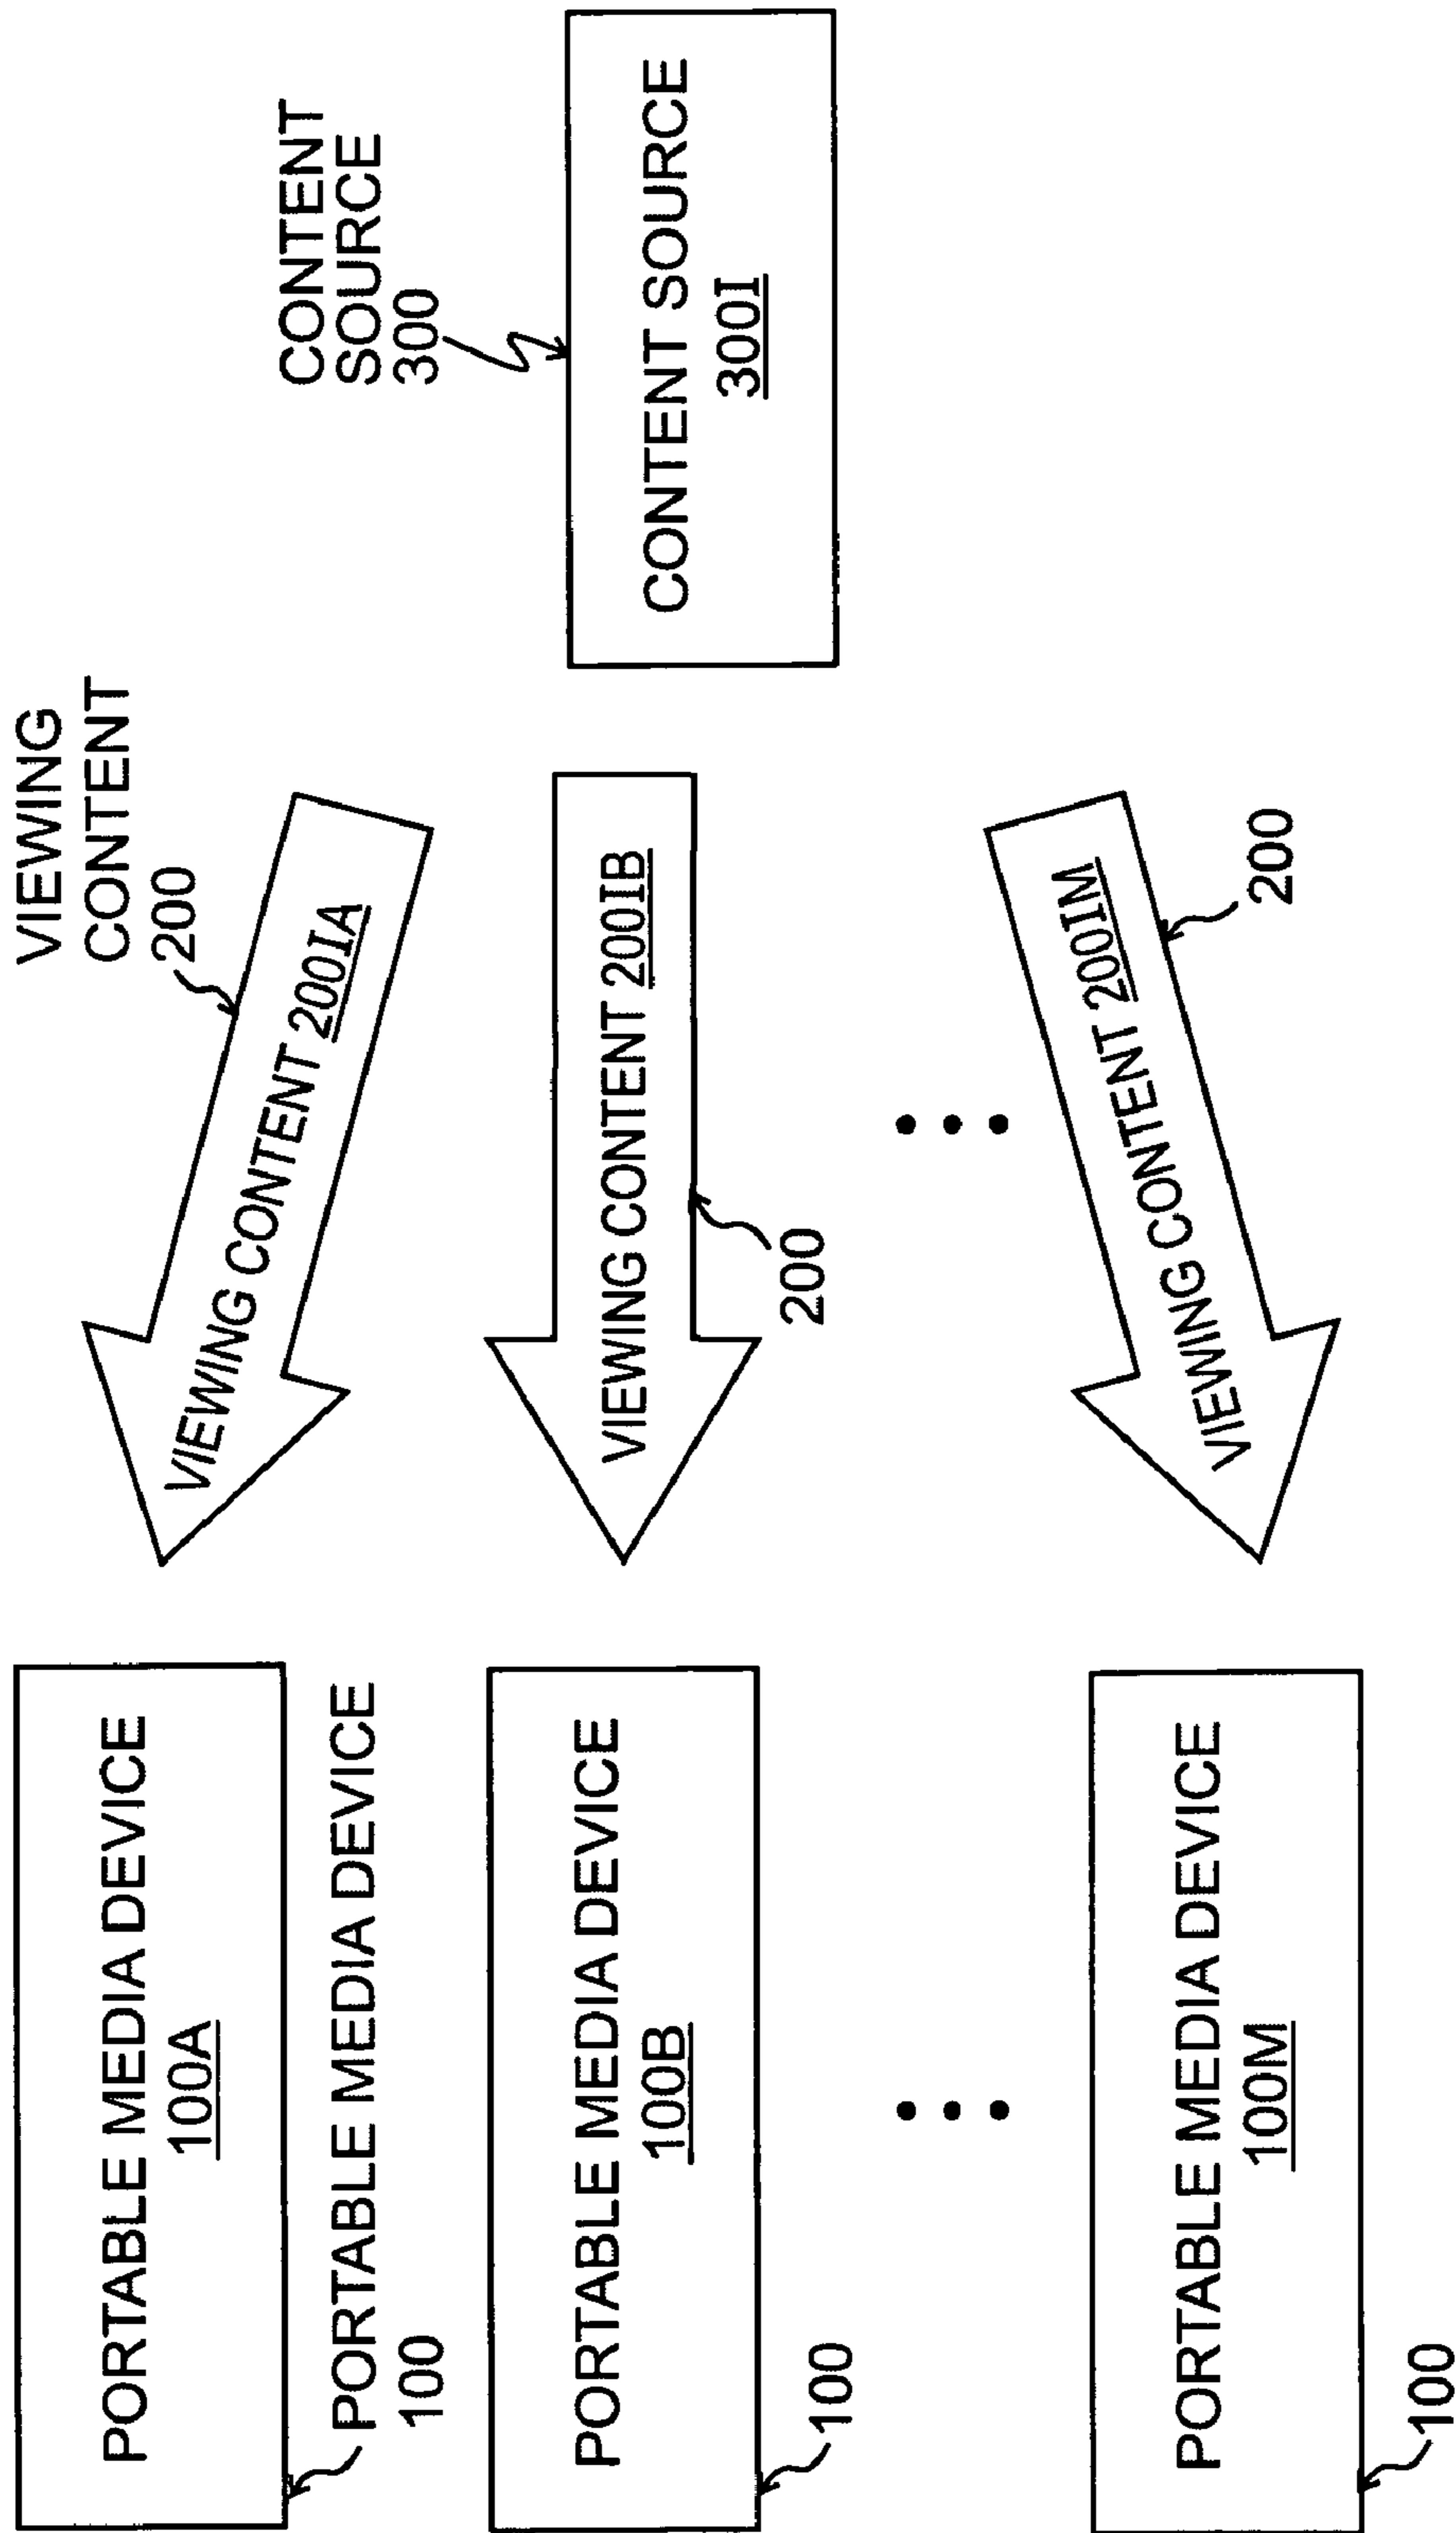 PORTABLE MEDIA DEVICE
100A
PORTABLE MEDIA DEVICE
100
PORTABLE MEDIA DEVICE
100B
100
PORTABLE MEDIA DEVICE
100M
100
VIEWING
CONTENT
200
VIEWING CONTENT 200IA
VIEWING CONTENT 200IB
200
VIEWING CONTENT 200IM
200
CONTENT
SOURCE
300
CONTENT SOURCE
300I